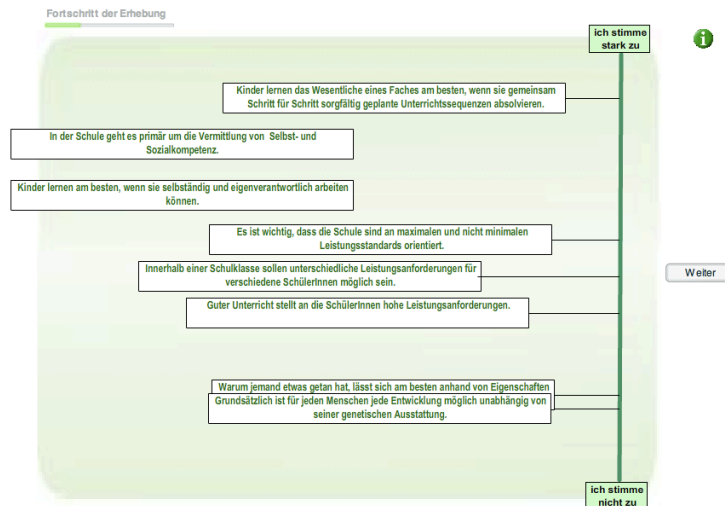 Fortschritt der Erhebung
ich stimme
stark zu
Kinder lernen das Wesentliche eines Faches am besten, wenn sie gemeinsam
Schritt für Schritt sorgfältig geplante Unterrichtssequenzen absolvieren.
In der Schule geht es primär um die Vermittlung von Selbst- und
Sozialkompetenz.
Kinder lernen am besten, wenn sie selbständig und eigenverantwortlich arbeiten
können.
Es ist wichtig, dass die Schule sind an maximalen und nicht minimalen
Leistungsstandards orientiert.
Innerhalb einer Schulklasse sollen unterschiedliche Leistungsanforderungen für
verschiedene SchülerInnen möglich sein.
Weiter
Guter Unterricht stellt an die SchülerInnen hohe Leistungsanforderungen.
Warum jemand etwas getan hat, lässt sich am besten anhand von Eigenschaften
Grundsätzlich ist für jeden Menschen jede Entwicklung möglich unabhängig von
seiner genetischen Ausstattung.
ich stimme
nicht zu